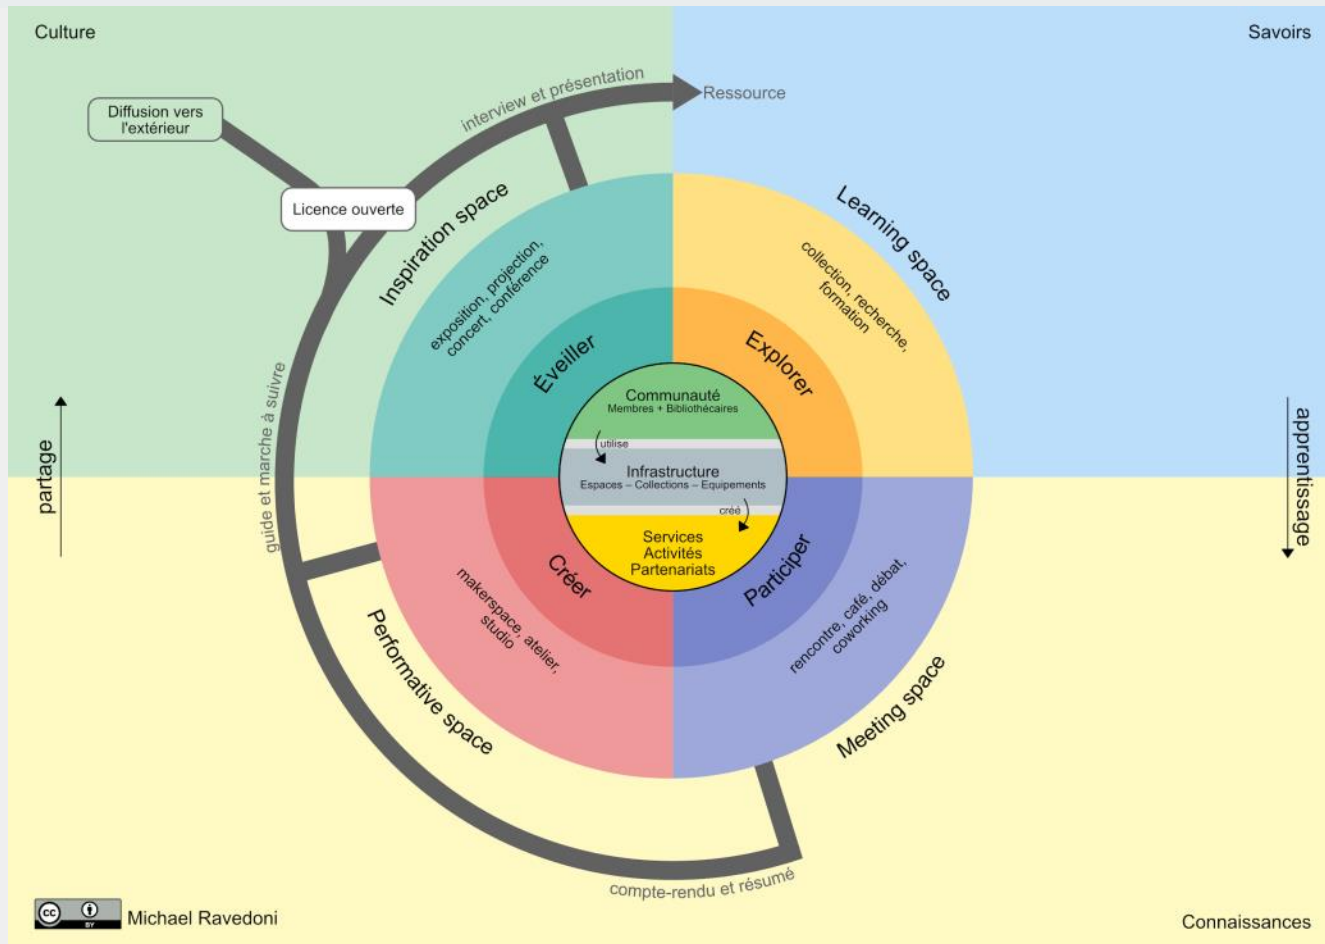 Culture
Savoirs
Diffusion vers
l'extérieur
interview et présentation
Ressource
Licence ouverte
Inspiration space
Learning space
exposition, projection,
concert, conférence
collection, recherche,
formation
Éveiller
Explorer
Communauté
Membres + Bibliothécaires
utilise
Infrastructure
Espaces – Collections – Equipements
créé
Services
Activités
Partenariats
partage
guide et marche à suivre
apprentissage
Créer
Participer
makerspace, atelier,
studio
rencontre, café, débat,
coworking
Performative space
Meeting space
compte-rendu et résumé
cc
BY
Michael Ravedoni
Connaissances